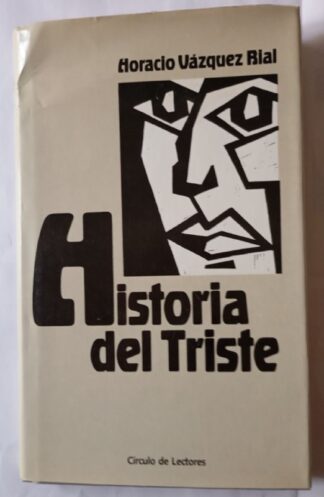 Horacio Vázquez Rial
Historia
del Triste
Círculo de Lectores